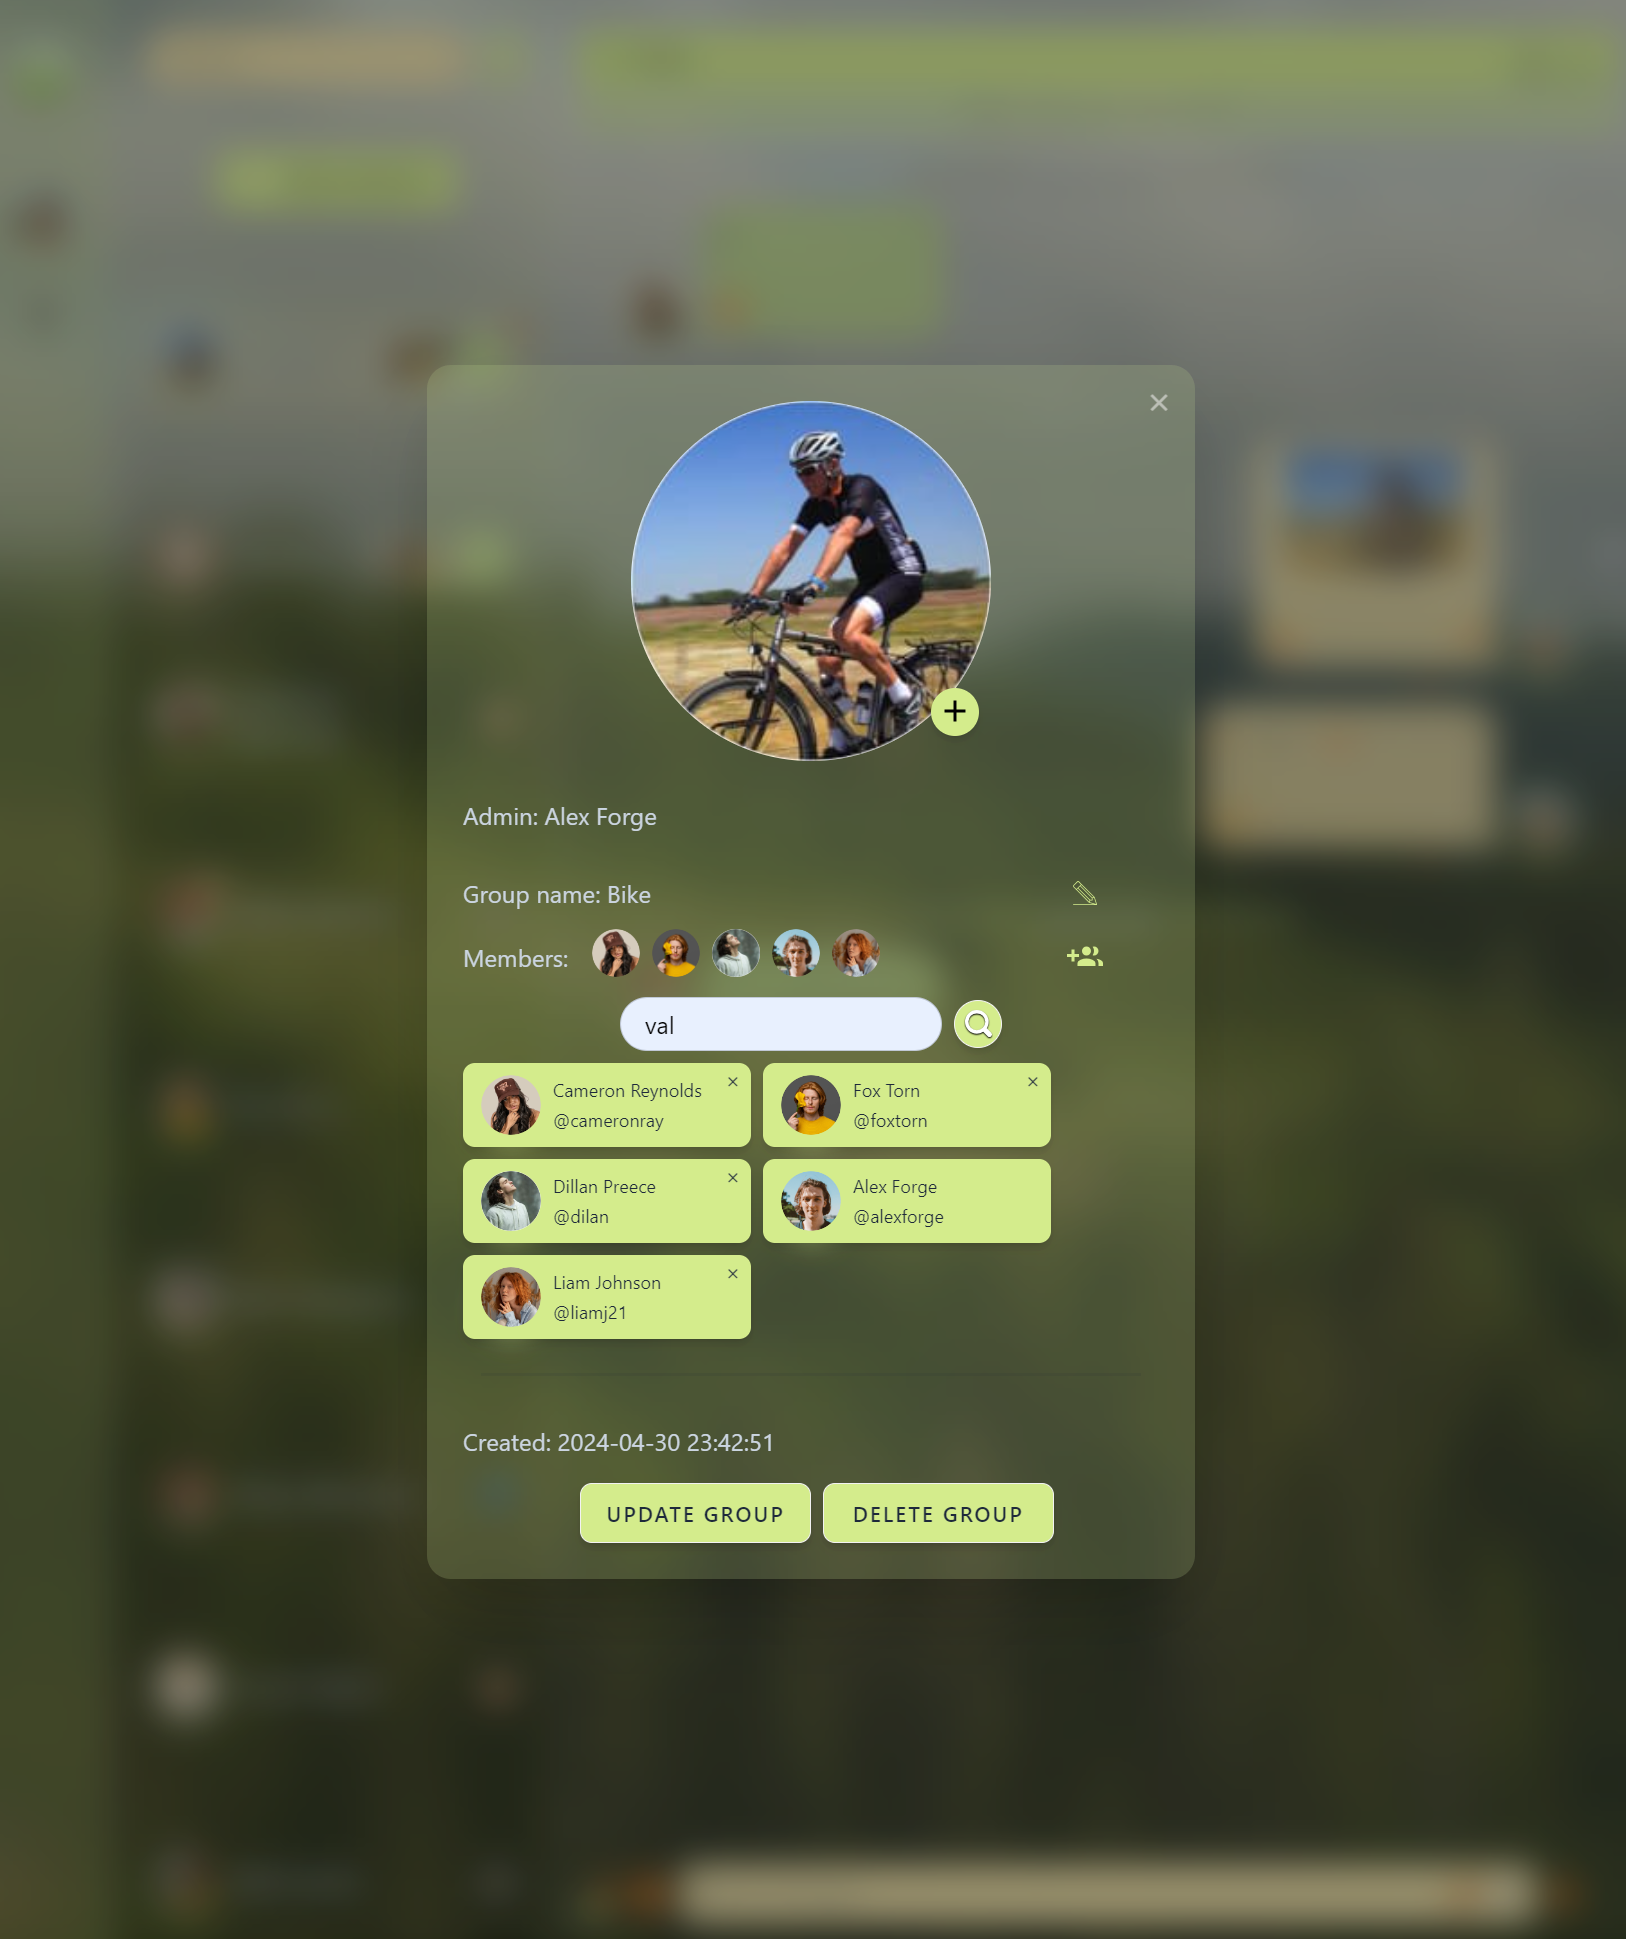 Admin: Alex Forge
Group name: Bike
Members:
val
Cameron Reynolds
@cameronray
Fox Torn
@foxtorn
Dillan Preece
@dilan
Alex Forge
@alexforge
Liam Johnson
@liamj21
Created: 2024-04-30 23:42:51
UPDATE GROUP
DELETE GROUP